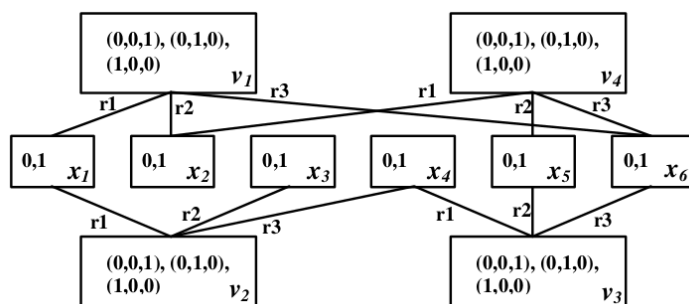 (0,0,1), (0,1,0),
(1,0,0) v1
(0,0,1), (0,1,0),
(1,0,0) v4
r1 r2 r3 r1 r2 r3
0,1 x1
0,1 x2
0,1 x3
0,1 x4
0,1 x5
0,1 x6
r1 r2 r3 r1 r2 r3
(0,0,1), (0,1,0),
(1,0,0) v2
(0,0,1), (0,1,0),
(1,0,0) v3